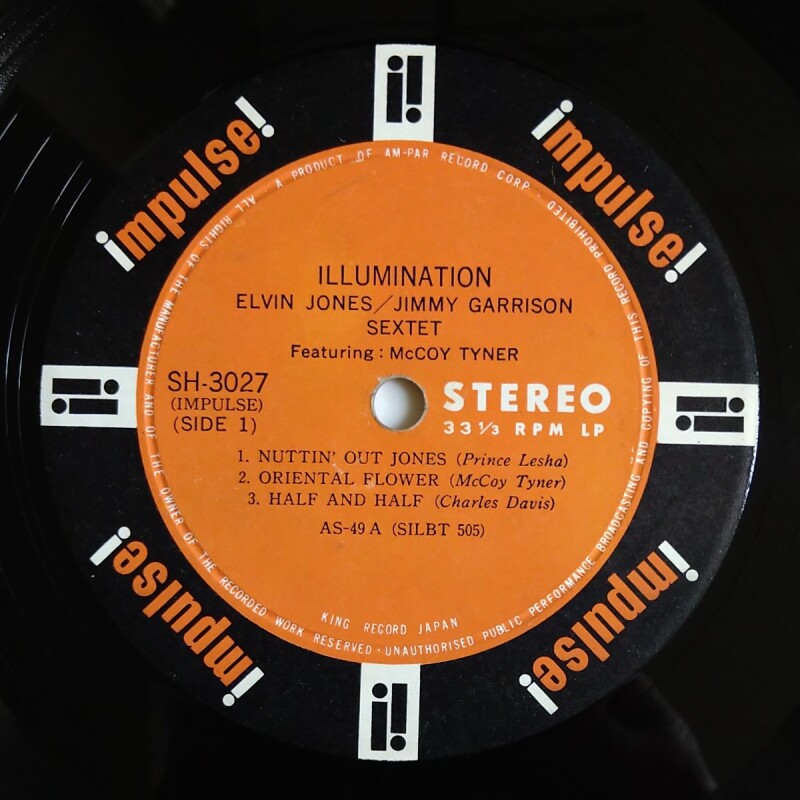 impulse!
impulse!
impulse!
impulse!
A PRODUCT OF AM-PAR RECORD CORP.
ALL RIGHTS OF THE MANUFACTURER AND OF THE OWNER OF THE RECORDED WORK RESERVED · UNAUTHORISED PUBLIC PERFORMANCE BROADCASTING AND COPYING OF THIS RECORD PROHIBITED
ILLUMINATION
ELVIN JONES/JIMMY GARRISON
SEXTET
Featuring: McCOY TYNER
SH-3027
(IMPULSE)
(SIDE 1)
STEREO
33⅓ RPM LP
1. NUTTIN' OUT JONES (Prince Lesha)
2. ORIENTAL FLOWER (McCoy Tyner)
3. HALF AND HALF (Charles Davis)
AS-49 A (SILBT 505)
KING RECORD JAPAN